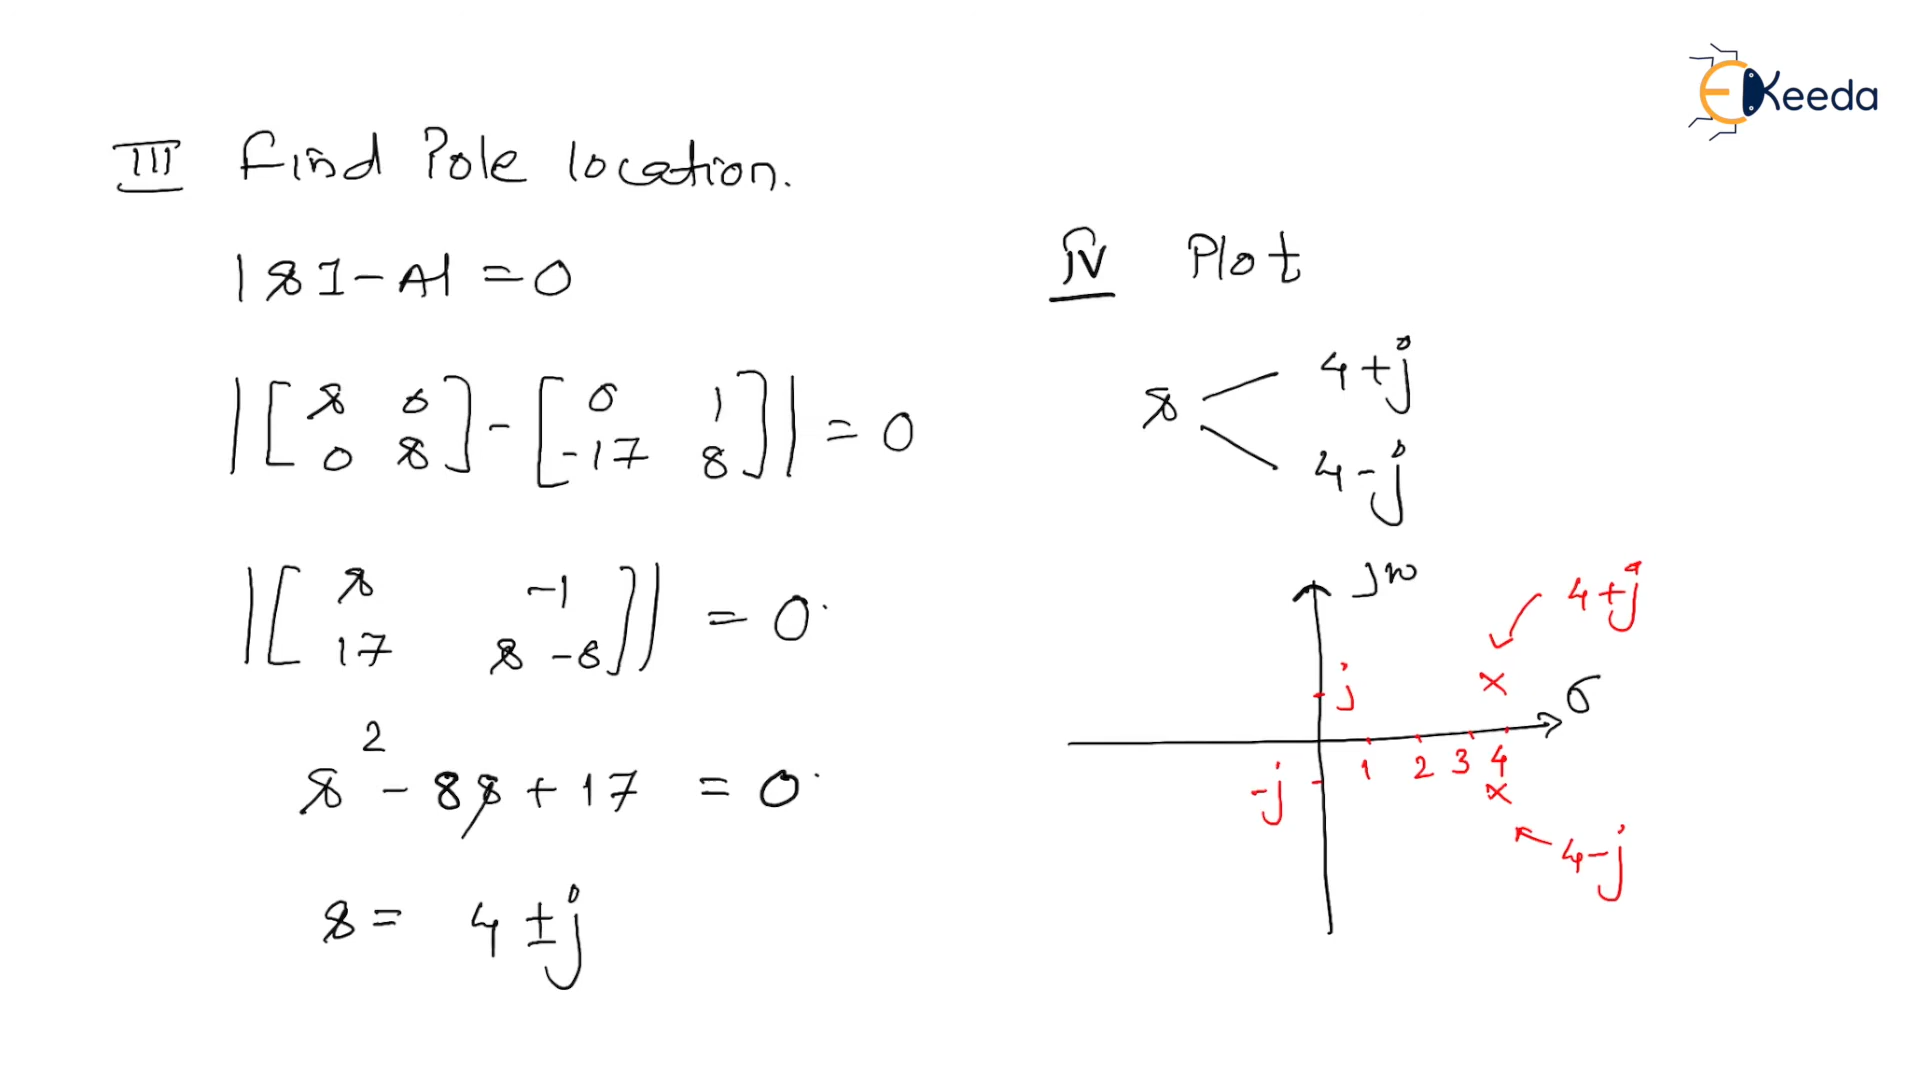 EKeeda
III Find Pole location.
|sI-A| = 0
|[s 0
0 s] - [0 1
-17 8]| = 0
|[s -1
17 s-8]| = 0.
s² - 8s + 17 = 0.
s = 4 ± j
iv Plot
s
4+j
4-j
jw
4+j
j
σ
1 2 3 4
-j
4-j